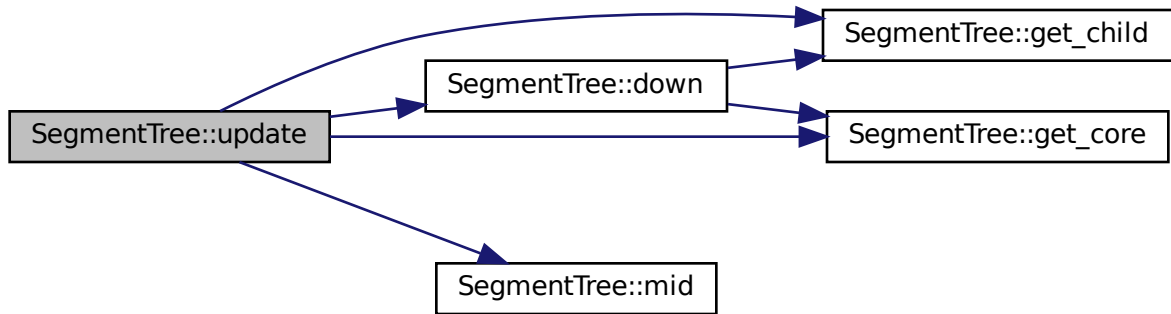 SegmentTree::update
SegmentTree::down
SegmentTree::get_child
SegmentTree::get_core
SegmentTree::mid